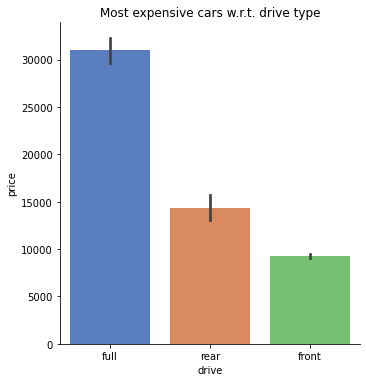 Most expensive cars w.r.t. drive type
30000
25000
20000
15000
10000
5000
0
price
full rear front
drive